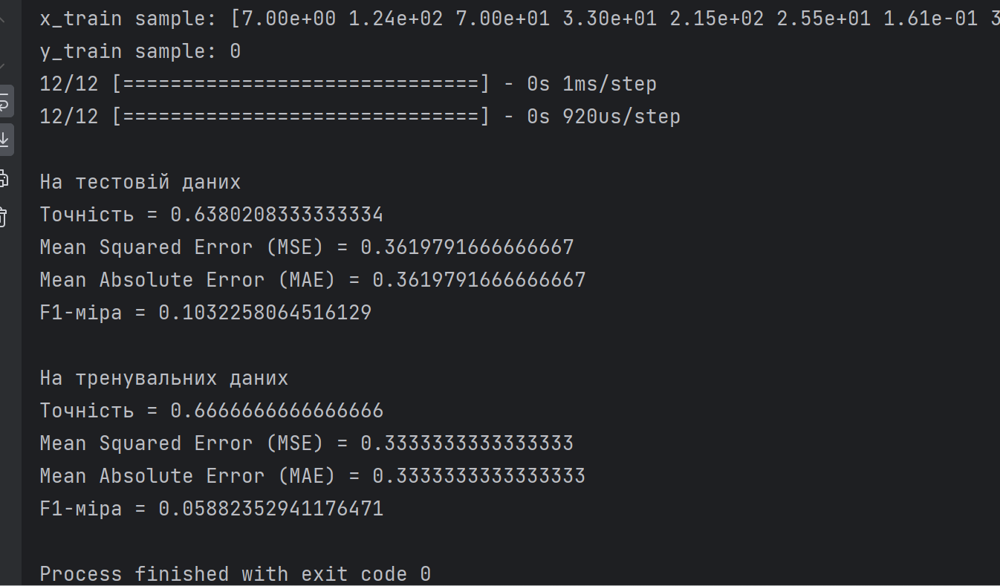 x_train sample: [7.00e+00 1.24e+02 7.00e+01 3.30e+01 2.15e+02 2.55e+01 1.61e-01 3
y_train sample: 0
12/12 [==============================] - 0s 1ms/step
12/12 [==============================] - 0s 920us/step
На тестовій даних
Точність = 0.6380208333333334
Mean Squared Error (MSE) = 0.3619791666666667
Mean Absolute Error (MAE) = 0.3619791666666667
F1-міра = 0.1032258064516129
На тренувальних даних
Точність = 0.6666666666666666
Mean Squared Error (MSE) = 0.3333333333333333
Mean Absolute Error (MAE) = 0.3333333333333333
F1-міра = 0.05882352941176471
Process finished with exit code 0